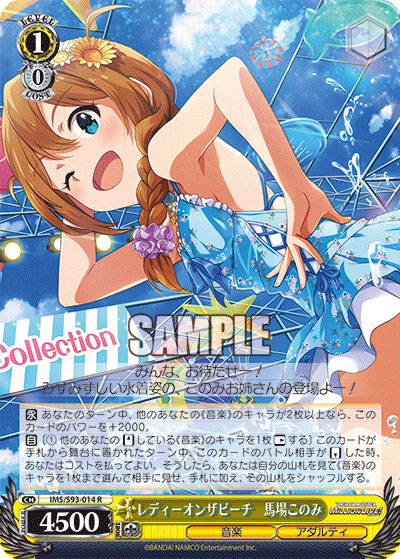 LEVEL
1
0
COST
Collection
SAMPLE
みんな、お待たせー！
みずみずしい水着姿の、このみお姉さんの登場よー！
永 あなたのターン中、他のあなたの《音楽》のキャラが2枚以上なら、このカードのパワーを+2000。
自 [(1) 他のあなたの[*]している《音楽》のキャラを1枚[*]する] このカードが手札から舞台に置かれたターン中、このカードのバトル相手が[*]した時、あなたはコストを払ってよい。そうしたら、あなたは自分の山札を見て《音楽》のキャラを1枚まで選んで相手に見せ、手札に加え、その山札をシャッフルする。
CH IMS/S93-014 R
4500
レディーオンザビーチ 馬場このみ
THE IDOLM@STER MILLION LIVE!
音楽 アダルティ
©BANDAI NAMCO Entertainment Inc.